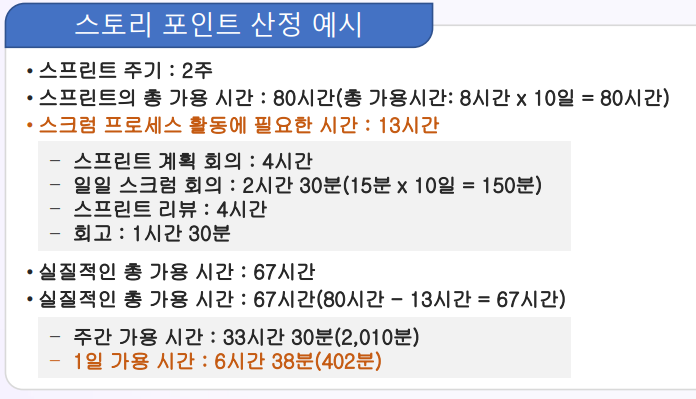 스토리 포인트 산정 예시
• 스프린트 주기 : 2주
• 스프린트의 총 가용 시간 : 80시간(총 가용시간: 8시간 x 10일 = 80시간)
• 스크럼 프로세스 활동에 필요한 시간 : 13시간
– 스프린트 계획 회의 : 4시간
– 일일 스크럼 회의 : 2시간 30분(15분 x 10일 = 150분)
– 스프린트 리뷰 : 4시간
– 회고 : 1시간 30분
• 실질적인 총 가용 시간 : 67시간
• 실질적인 총 가용 시간 : 67시간(80시간 – 13시간 = 67시간)
– 주간 가용 시간 : 33시간 30분(2,010분)
– 1일 가용 시간 : 6시간 38분(402분)